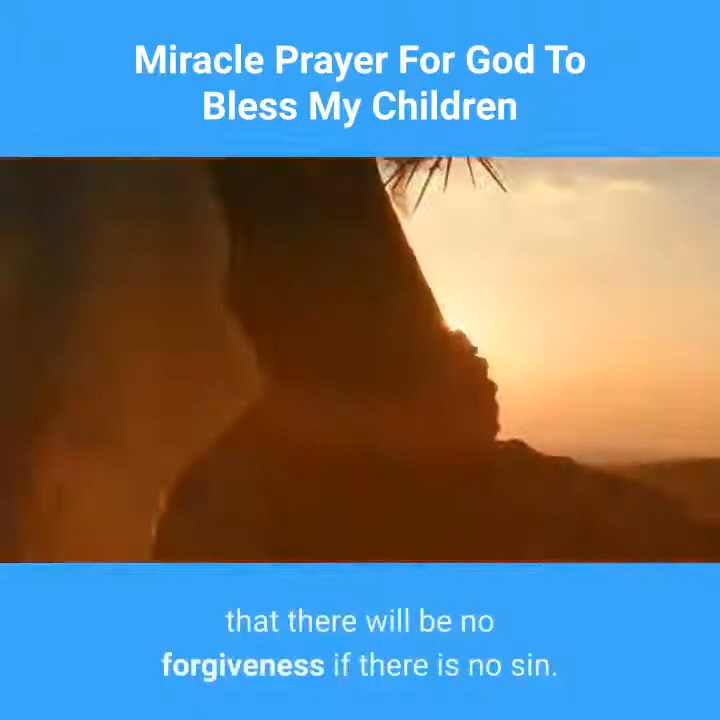 Miracle Prayer For God To
Bless My Children
that there will be no
forgiveness if there is no sin.